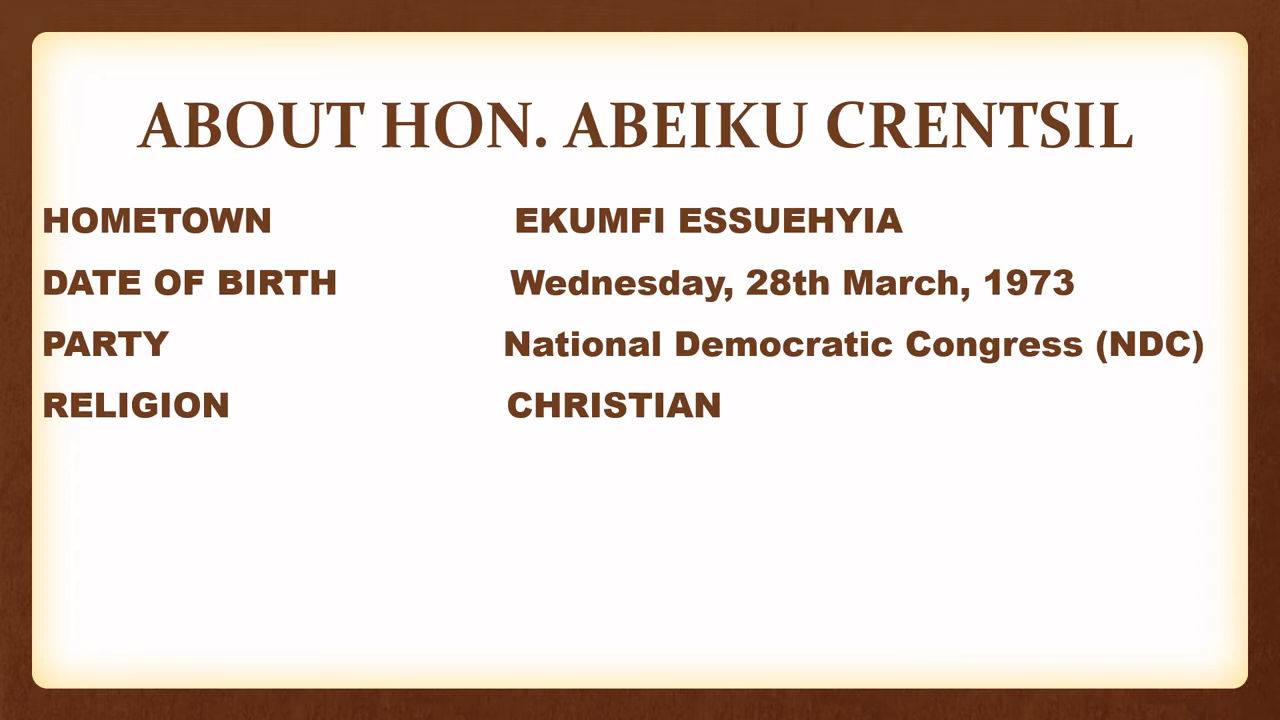 ABOUT HON. ABEIKU CRENTSIL
HOMETOWN EKUMFI ESSUEHYIA
DATE OF BIRTH Wednesday, 28th March, 1973
PARTY National Democratic Congress (NDC)
RELIGION CHRISTIAN